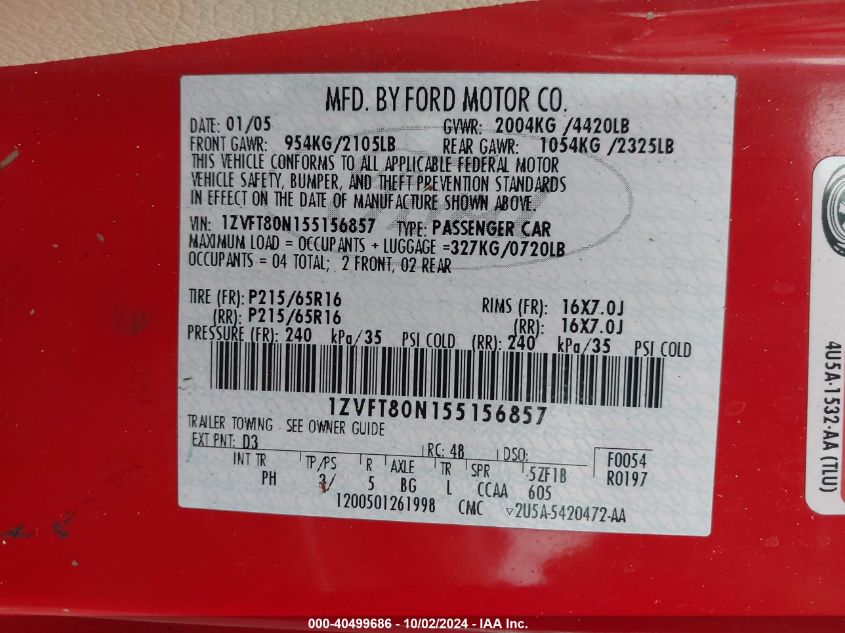 MFD. BY FORD MOTOR CO.
DATE: 01/05 GVWR: 2004KG /4420LB
FRONT GAWR: 954KG/2105LB REAR GAWR: 1054KG /2325LB
THIS VEHICLE CONFORMS TO ALL APPLICABLE FEDERAL MOTOR
VEHICLE SAFETY, BUMPER, AND THEFT PREVENTION STANDARDS
IN EFFECT ON THE DATE OF MANUFACTURE SHOWN ABOVE.
VIN: 1ZVFT80N155156857 TYPE: PASSENGER CAR
MAXIMUM LOAD = OCCUPANTS + LUGGAGE =327KG/0720LB
OCCUPANTS = 04 TOTAL; 2 FRONT, 02 REAR
TIRE (FR): P215/65R16 RIMS (FR): 16X7.0J
(RR): P215/65R16 (RR): 16X7.0J
PRESSURE (FR): 240 kPa/35 PSI COLD (RR): 240 kPa/35 PSI COLD
1ZVFT80N155156857
TRAILER TOWING - SEE OWNER GUIDE
EXT PNT: D3 RC: 48 DSO: F0054
INT TR TP/PS R AXLE TR SPR 5ZF1B R0197
PH 3/ 5 BG L CCAA 605
1200501261998 CMC ▽2U5A-5420472-AA
4U5A-1532-AA (TLU)
000-40499686 - 10/02/2024 - IAA Inc.